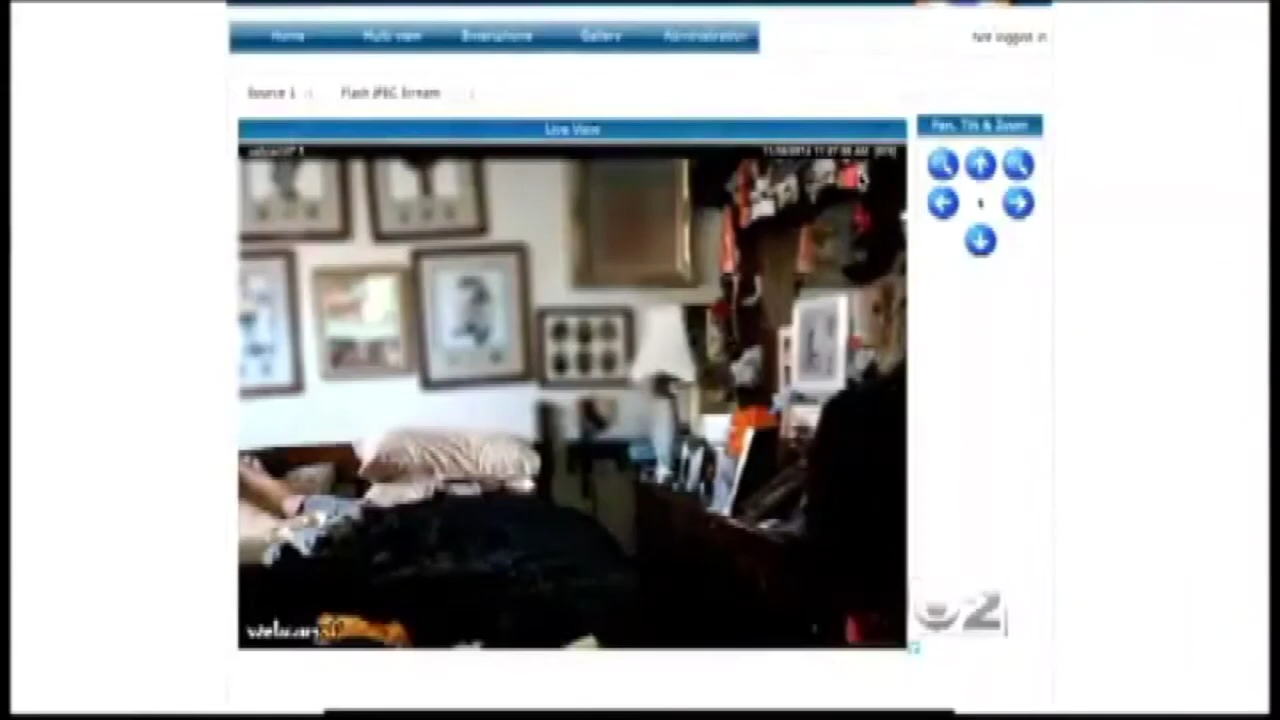 Home Multi view Smartphone Gallery Administration
Not logged in
Source 1
Flash JPEG Stream
Live View
Pan, Tilt & Zoom
webcamXP
2